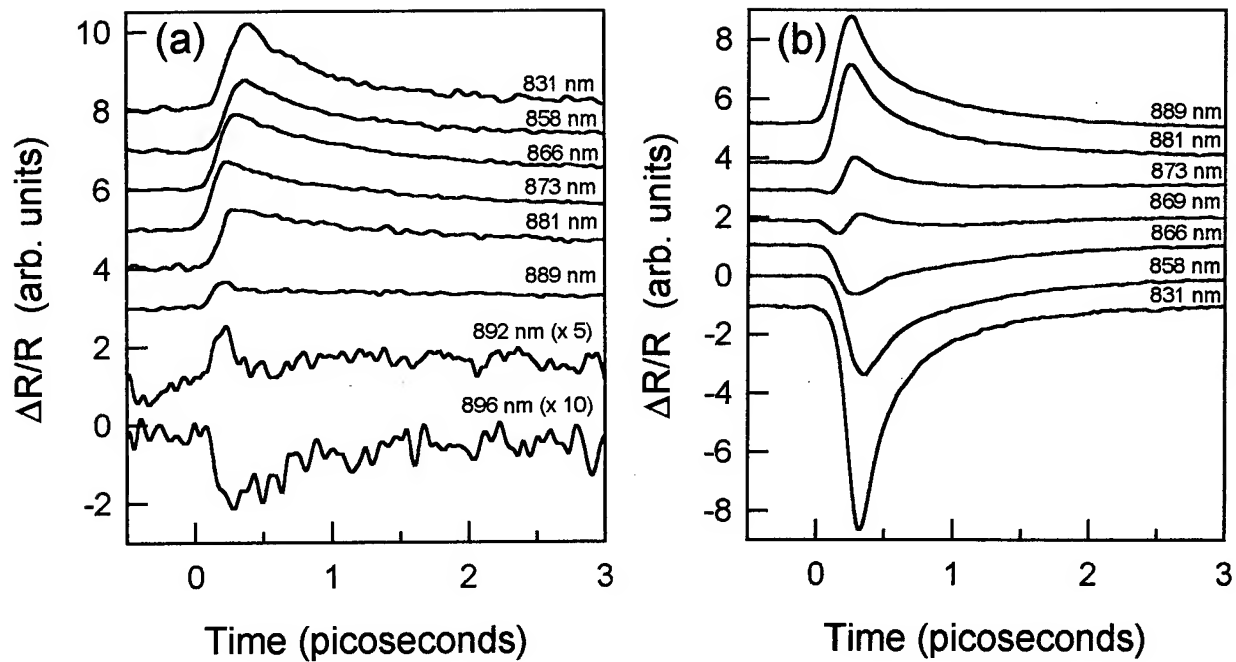 (a)
10
8
6
4
2
0
-2
ΔR/R (arb. units)
831 nm
858 nm
866 nm
873 nm
881 nm
889 nm
892 nm (x 5)
896 nm (x 10)
0
1
2
3
Time (picoseconds)
(b)
8
6
4
2
0
-2
-4
-6
-8
ΔR/R (arb. units)
889 nm
881 nm
873 nm
869 nm
866 nm
858 nm
831 nm
0
1
2
3
Time (picoseconds)